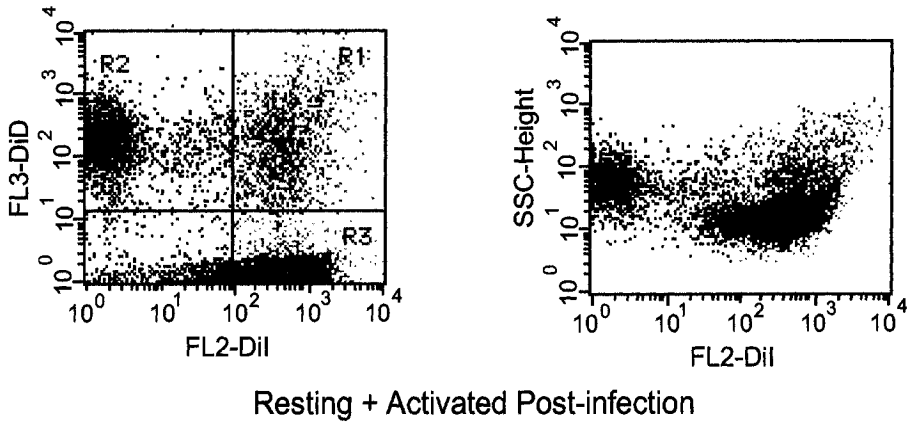 10^4
10^3
10^2
10^1
10^0
FL3-DiD
R2
R1
R3
10^0 10^1 10^2 10^3 10^4
FL2-DiI
10^4
10^3
10^2
10^1
10^0
SSC-Height
10^0 10^1 10^2 10^3 10^4
FL2-DiI
Resting + Activated Post-infection